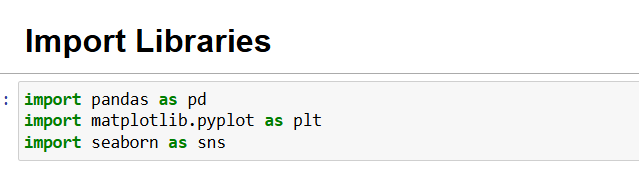 Import Libraries
: import pandas as pd
import matplotlib.pyplot as plt
import seaborn as sns